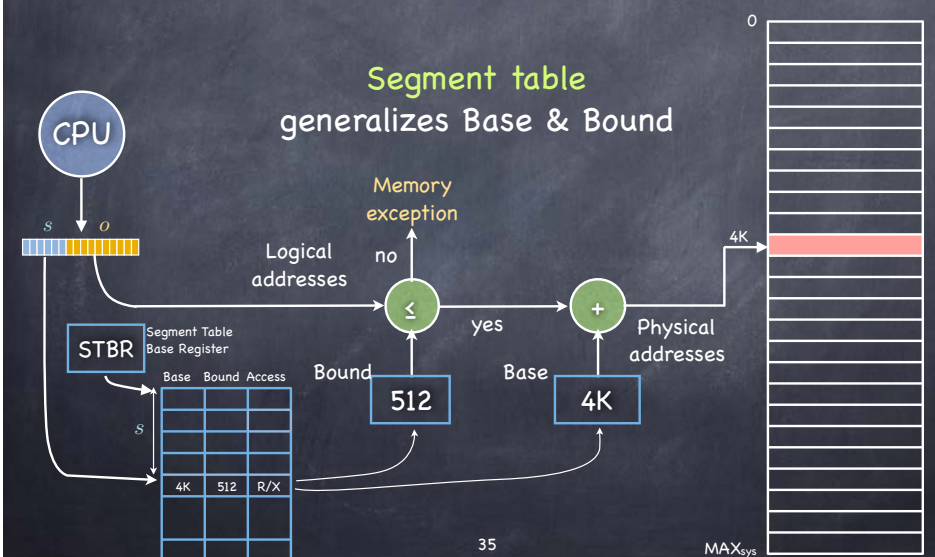 0
Segment table
generalizes Base & Bound
CPU
Memory
exception
s
o
4K
Logical
addresses
no
≤
+
yes
Physical
addresses
STBR
Segment Table
Base Register
Bound
Base
512
4K
Base Bound Access
s
4K 512 R/X
35
MAXsys